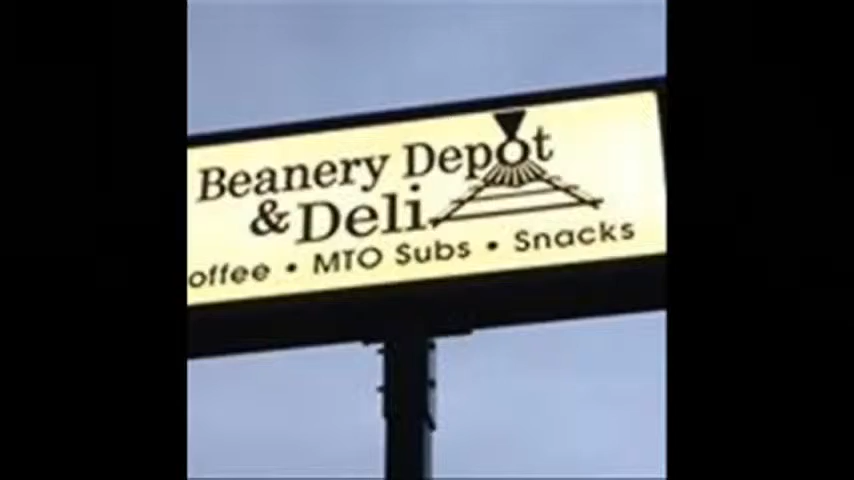 Beanery Depot
& Deli
offee • MTO Subs • Snacks